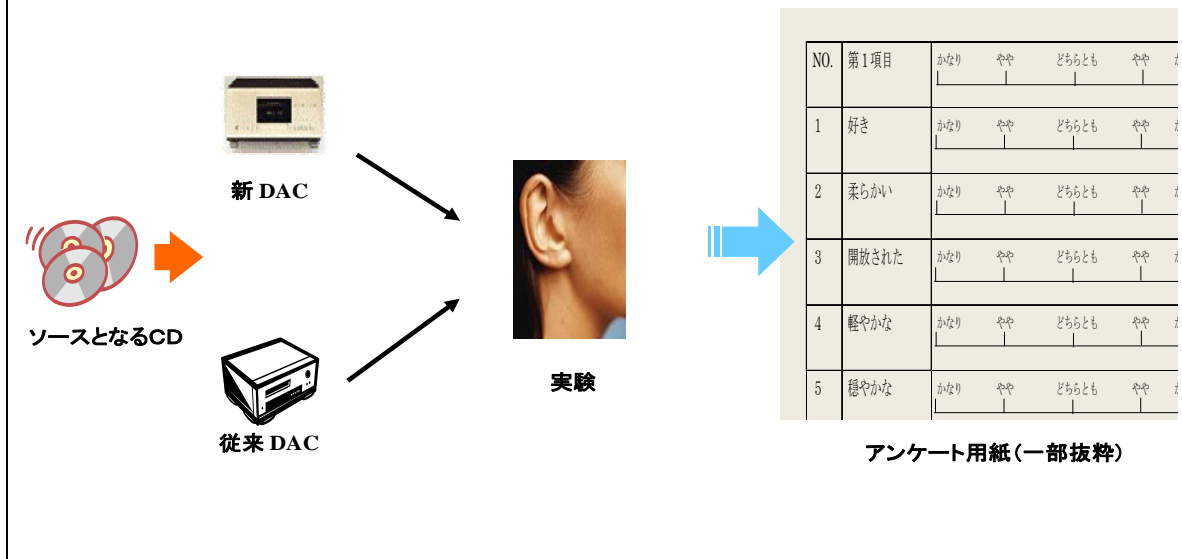 新 DAC
ソースとなるCD
従来 DAC
実験
NO. 第1項目 かなり やや どちらとも やや か
1 好き かなり やや どちらとも やや か
2 柔らかい かなり やや どちらとも やや か
3 開放された かなり やや どちらとも やや か
4 軽やかな かなり やや どちらとも やや か
5 穏やかな かなり やや どちらとも やや か
アンケート用紙(一部抜粋)